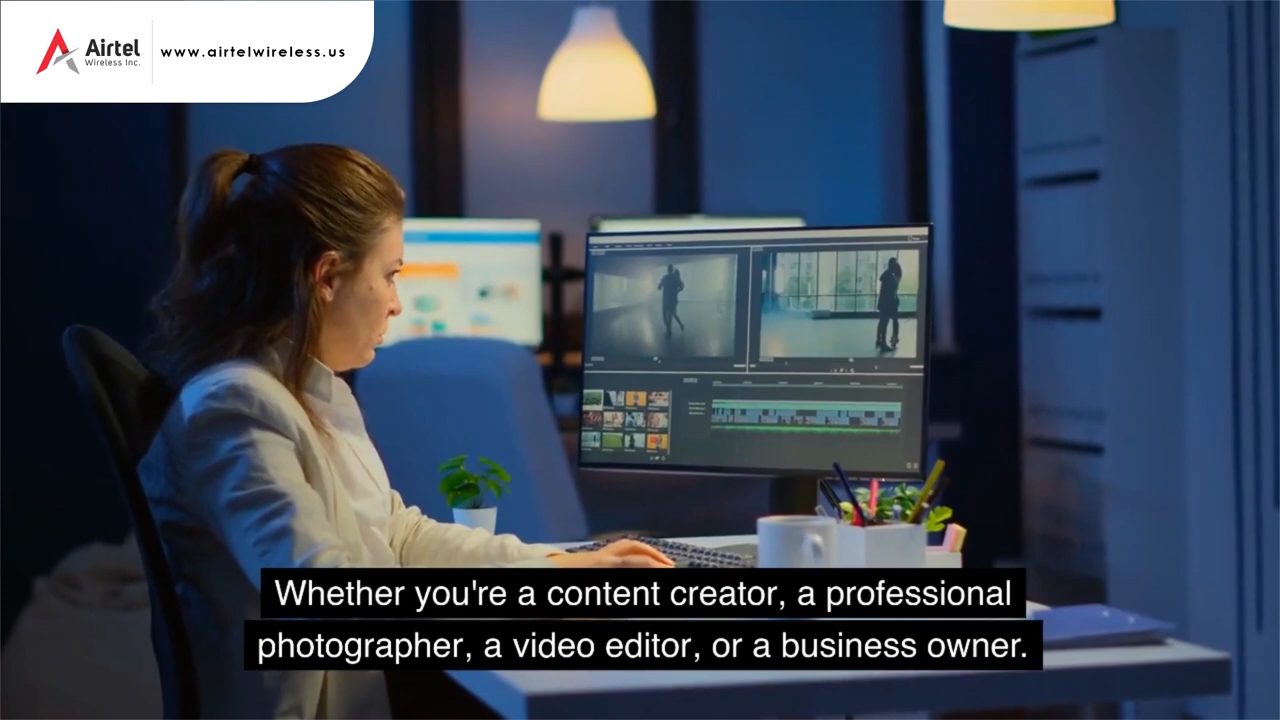 Airtel
Wireless Inc.
www.airtelwireless.us
Whether you're a content creator, a professional
photographer, a video editor, or a business owner.